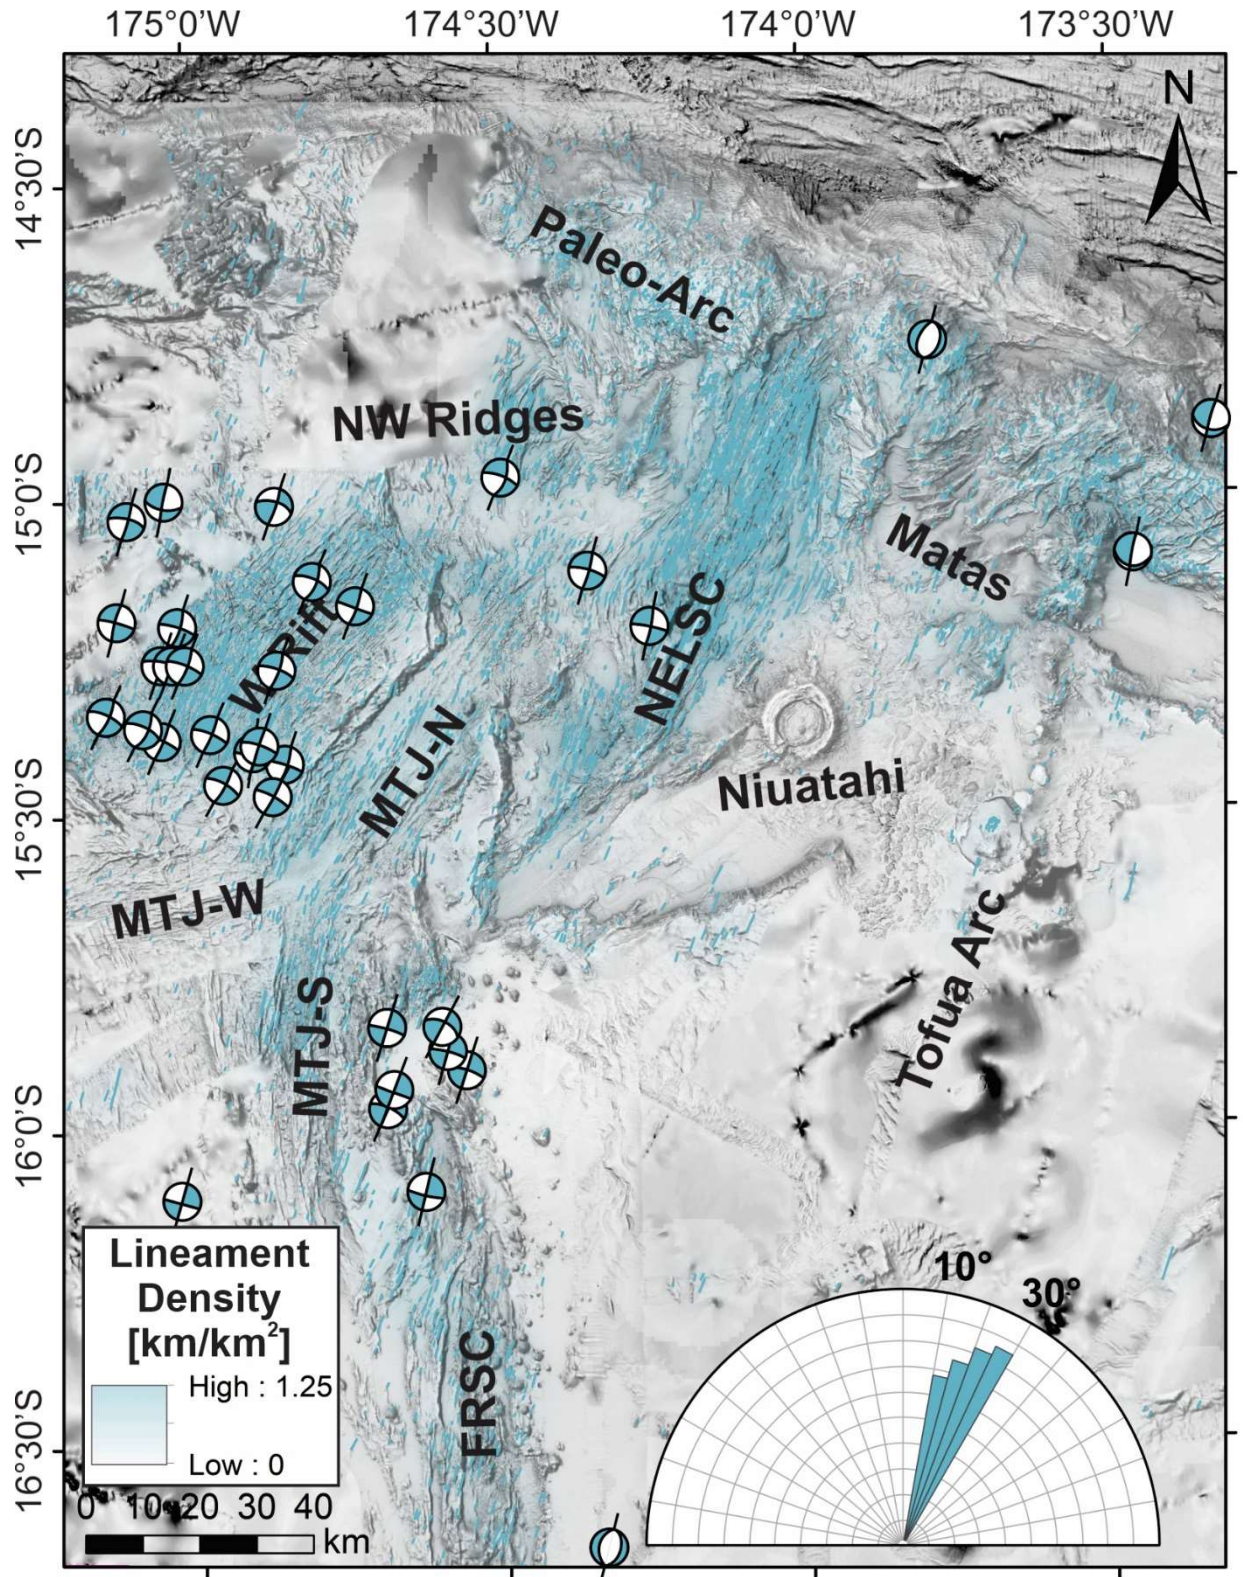 175°0’W 174°30’W 174°0’W 173°30’W
N
14°30’S
Paleo-Arc
NW Ridges
15°0’S
Matas
NELSC
MTJ-N
Niuatahi
15°30’S
MTJ-W
Tofua Arc
MTJ-S
16°0’S
FRSC
16°30’S
Lineament
Density
[km/km²]
High : 1.25
Low : 0
0 10 20 30 40
km
10°
30°